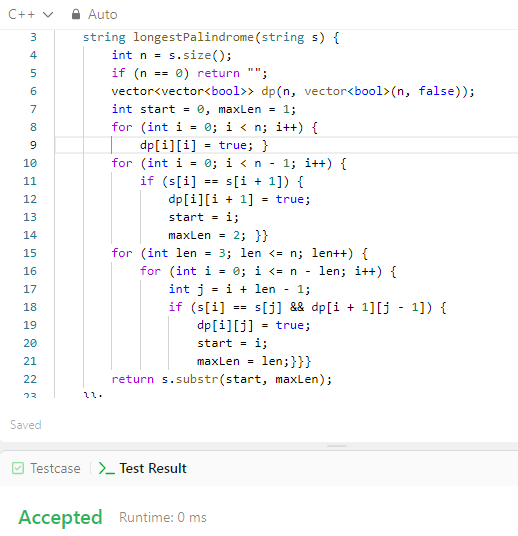 C++ Auto
3 string longestPalindrome(string s) {
4 int n = s.size();
5 if (n == 0) return "";
6 vector<vector<bool>> dp(n, vector<bool>(n, false));
7 int start = 0, maxLen = 1;
8 for (int i = 0; i < n; i++) {
9 dp[i][i] = true; }
10 for (int i = 0; i < n - 1; i++) {
11 if (s[i] == s[i + 1]) {
12 dp[i][i + 1] = true;
13 start = i;
14 maxLen = 2; }}
15 for (int len = 3; len <= n; len++) {
16 for (int i = 0; i <= n - len; i++) {
17 int j = i + len - 1;
18 if (s[i] == s[j] && dp[i + 1][j - 1]) {
19 dp[i][j] = true;
20 start = i;
21 maxLen = len;}}}
22 return s.substr(start, maxLen);
23 }};
Saved
Testcase Test Result
Accepted Runtime: 0 ms